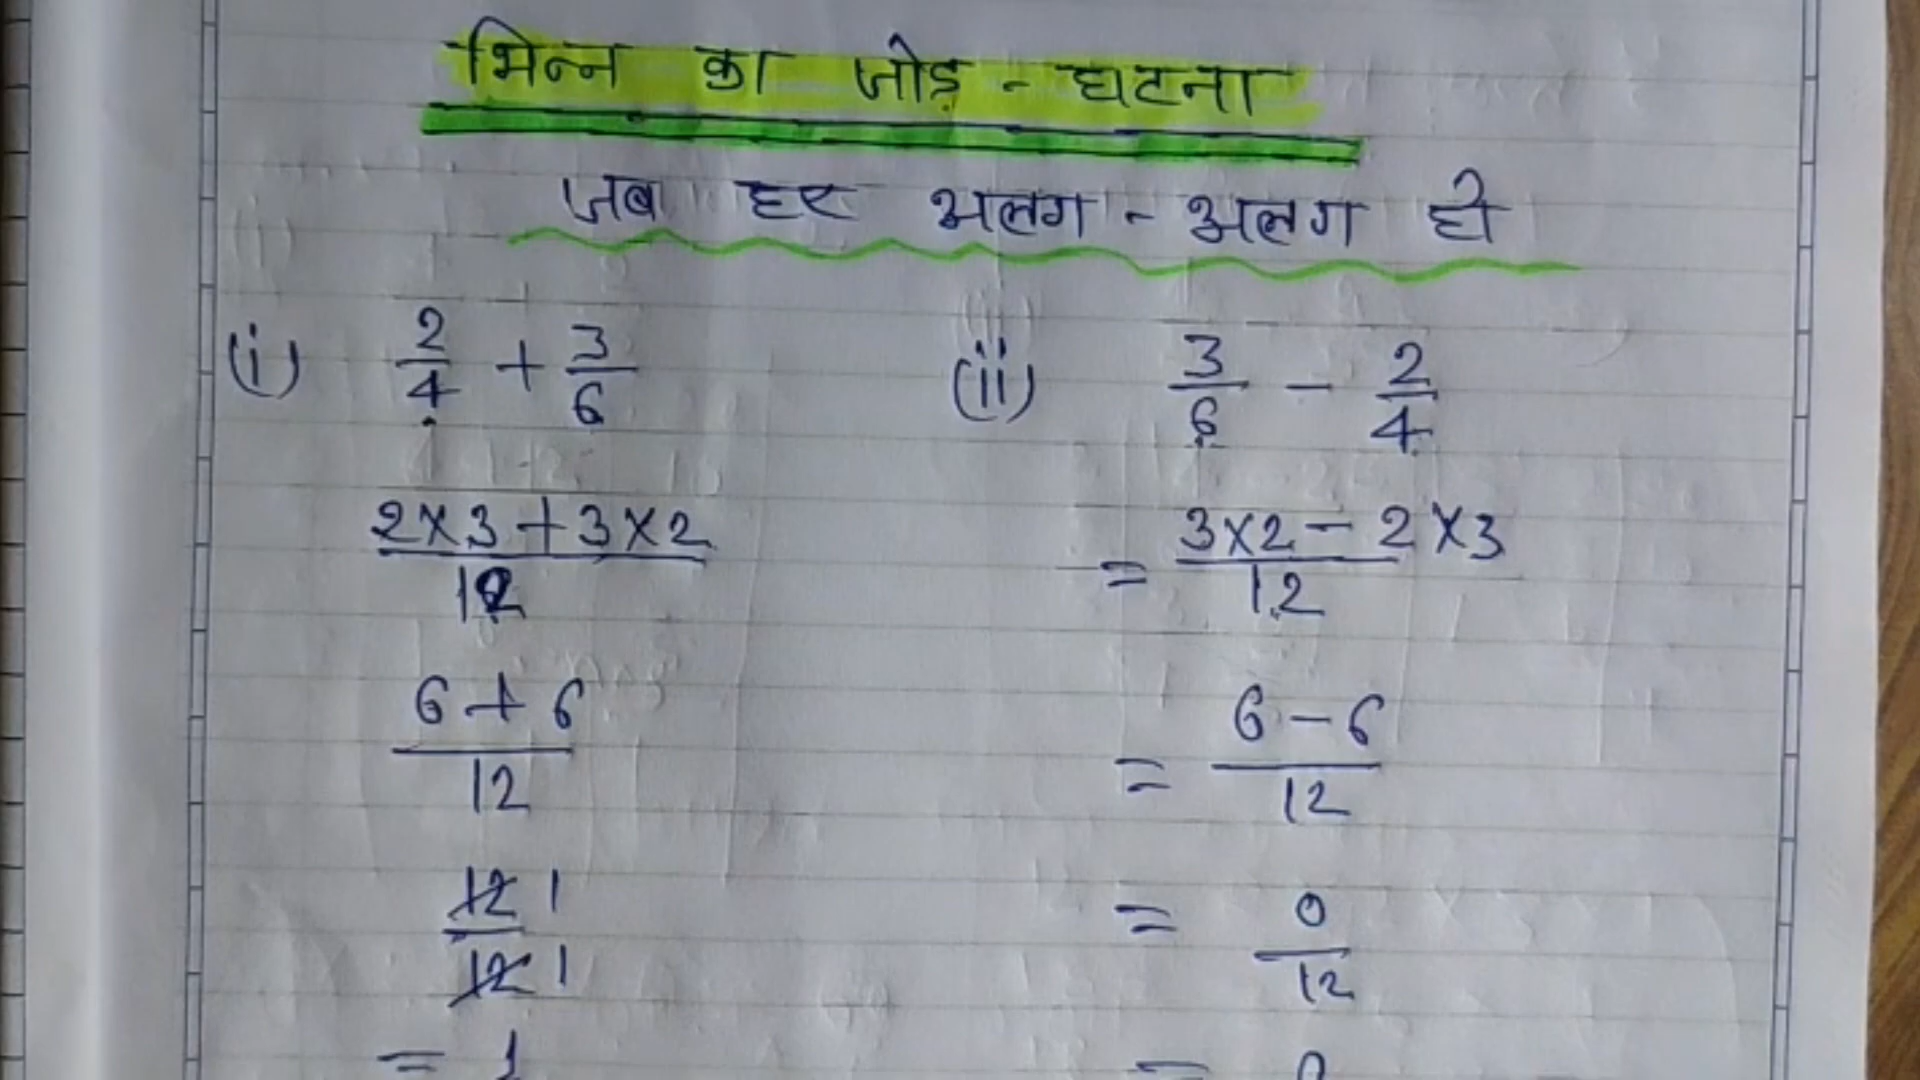 भिन्न का जोड़ - घटना
जब हर अलग - अलग हो
(i) 2/4 + 3/6
2×3+3×2/12
6+6/12
12 1/12 1
= 1
(ii) 3/6 - 2/4
= 3×2-2×3/12
= 6-6/12
= 0/12
= 0